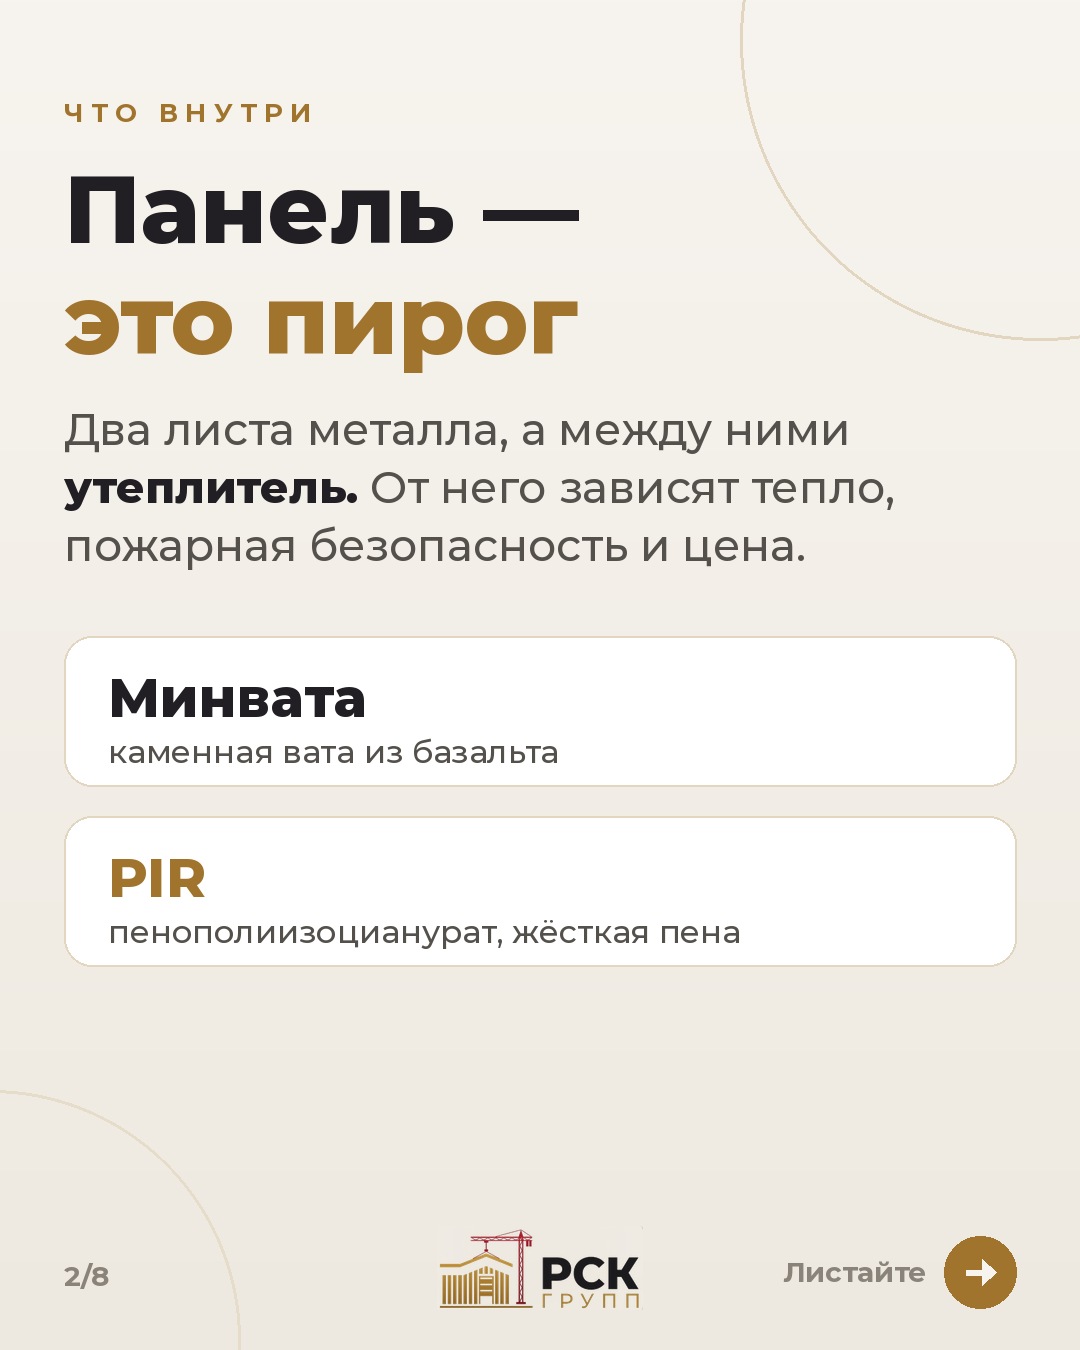 ЧТО ВНУТРИ
Панель —
это пирог
Два листа металла, а между ними
утеплитель. От него зависят тепло,
пожарная безопасность и цена.
Минвата
каменная вата из базальта
PIR
пенополиизоцианурат, жёсткая пена
2/8
РСК
ГРУПП
Листайте